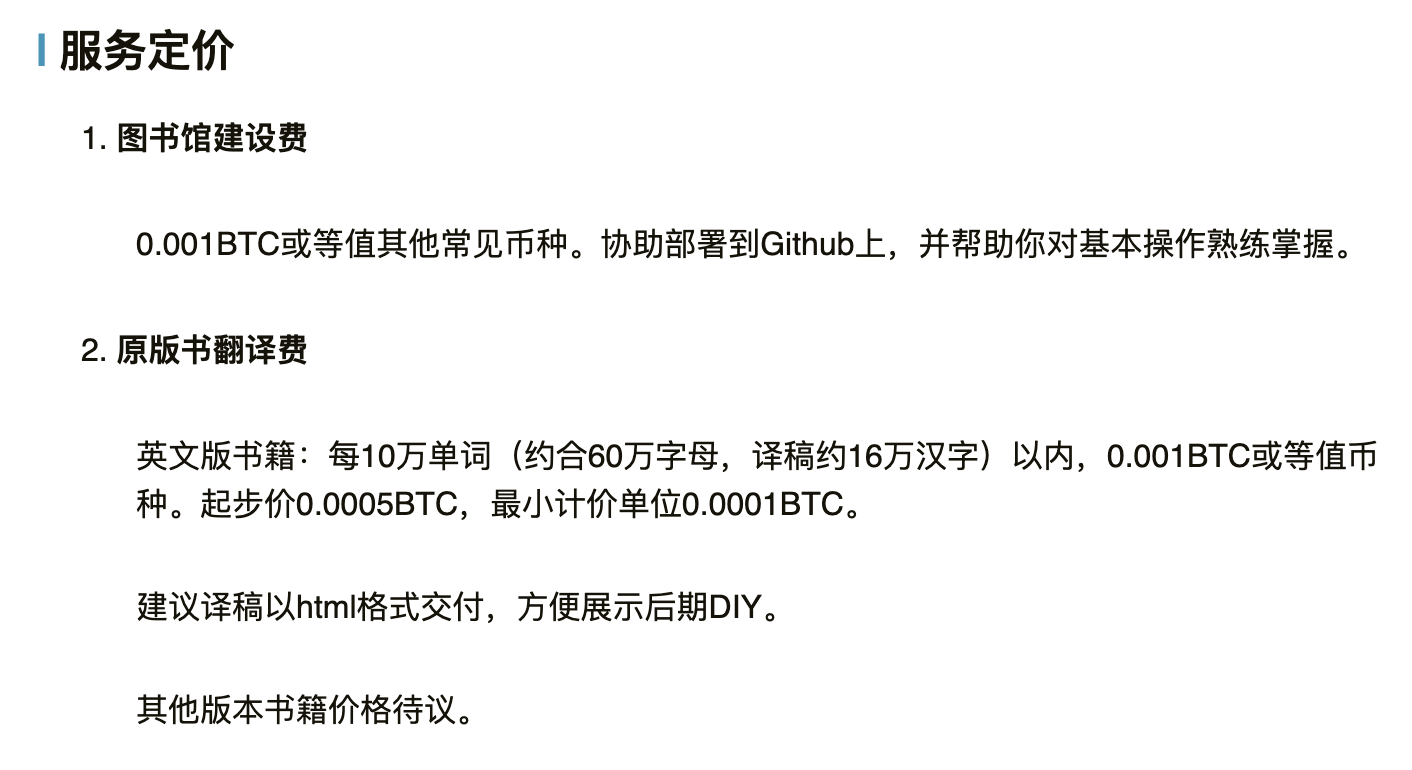 服务定价
1. 图书馆建设费
0.001BTC或等值其他常见币种。协助部署到Github上，并帮助你对基本操作熟练掌握。
2. 原版书翻译费
英文版书籍：每10万单词（约合60万字母，译稿约16万汉字）以内，0.001BTC或等值币
种。起步价0.0005BTC，最小计价单位0.0001BTC。
建议译稿以html格式交付，方便展示后期DIY。
其他版本书籍价格待议。